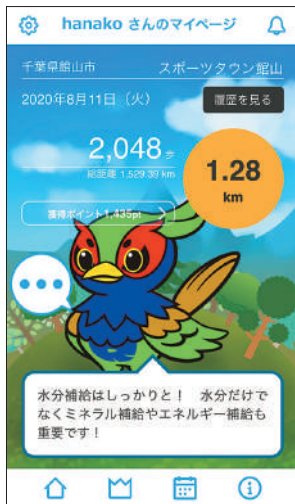 hanako さんのマイページ
千葉県館山市 スポーツタウン館山
2020年8月11日（火） 履歴を見る
2,048 歩
総距離 1,529.39 km
1.28
km
獲得ポイント1,435pt
水分補給はしっかりと！ 水分だけで
なくミネラル補給やエネルギー補給も
重要です！